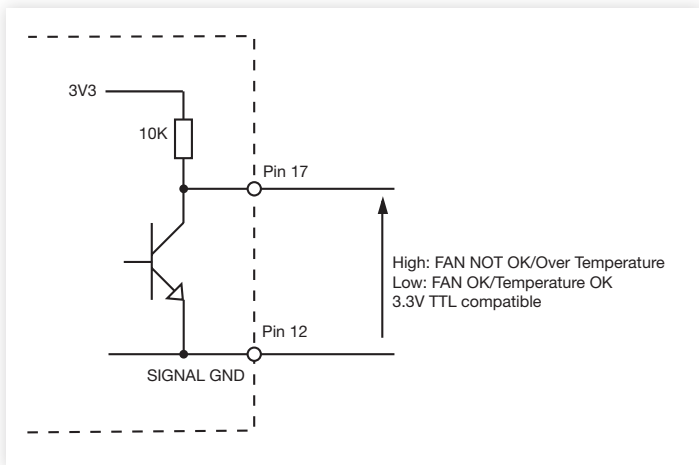 3V3
10K
Pin 17
High: FAN NOT OK/Over Temperature
Low: FAN OK/Temperature OK
3.3V TTL compatible
Pin 12
SIGNAL GND